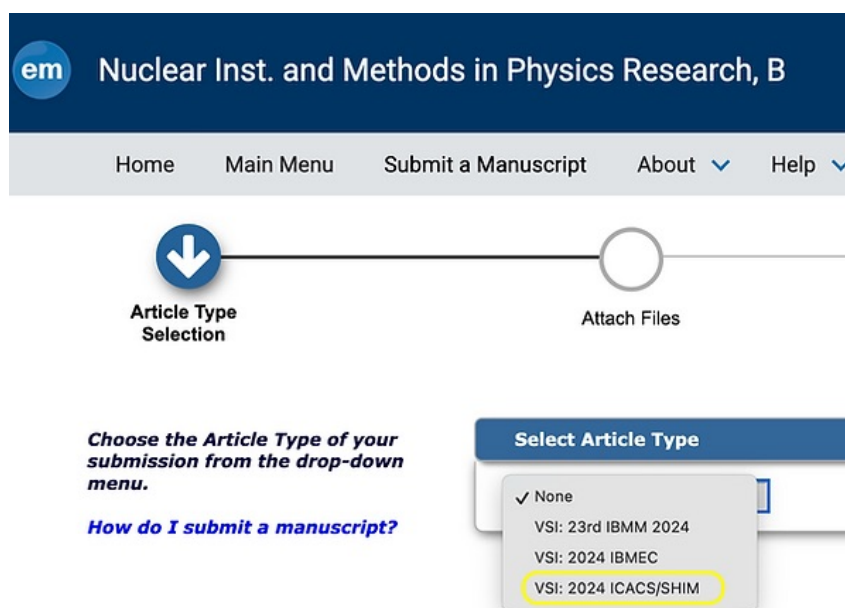 em
Nuclear Inst. and Methods in Physics Research, B
Home Main Menu Submit a Manuscript About Help
Article Type
Selection
Attach Files
Choose the Article Type of your
submission from the drop-down
menu.
How do I submit a manuscript?
Select Article Type
✓ None
VSI: 23rd IBMM 2024
VSI: 2024 IBMEC
VSI: 2024 ICACS/SHIM